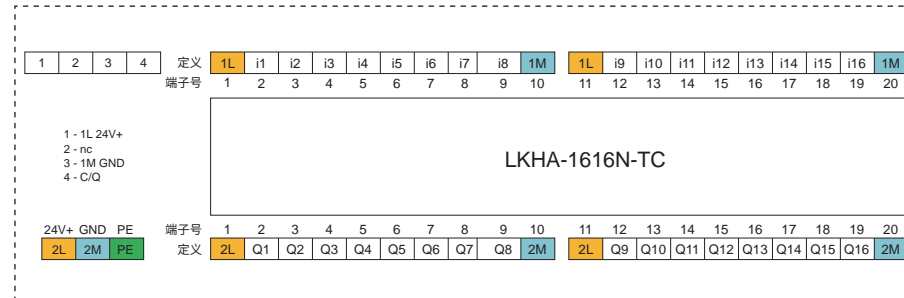 1 2 3 4 定义 1L i1 i2 i3 i4 i5 i6 i7 i8 1M 1L i9 i10 i11 i12 i13 i14 i15 i16 1M
端子号 1 2 3 4 5 6 7 8 9 10 11 12 13 14 15 16 17 18 19 20
1 - 1L 24V+
2 - nc
3 - 1M GND
4 - C/Q
LKHA-1616N-TC
24V+ GND PE 端子号 1 2 3 4 5 6 7 8 9 10 11 12 13 14 15 16 17 18 19 20
2L 2M PE 定义 2L Q1 Q2 Q3 Q4 Q5 Q6 Q7 Q8 2M 2L Q9 Q10 Q11 Q12 Q13 Q14 Q15 Q16 2M